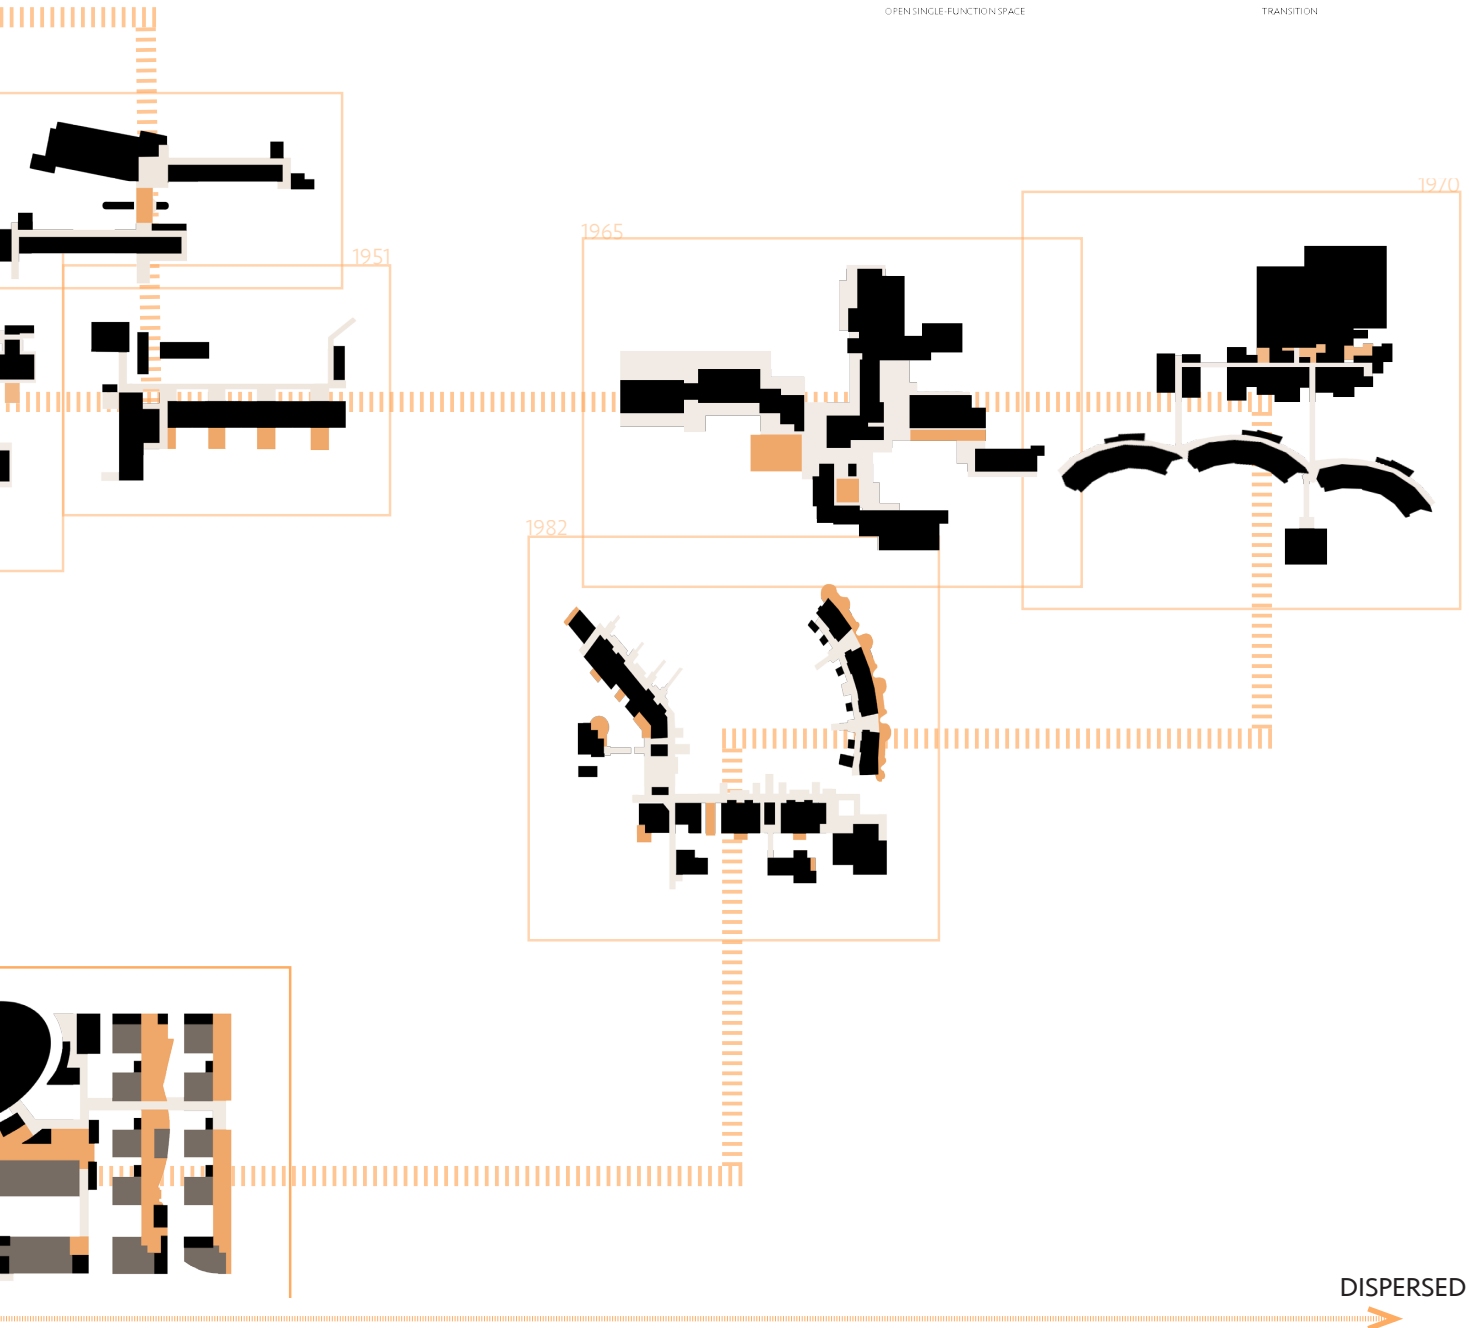 OPEN SINGLE-FUNCTION SPACE
TRANSITION
1970
1965
1951
1982
DISPERSED